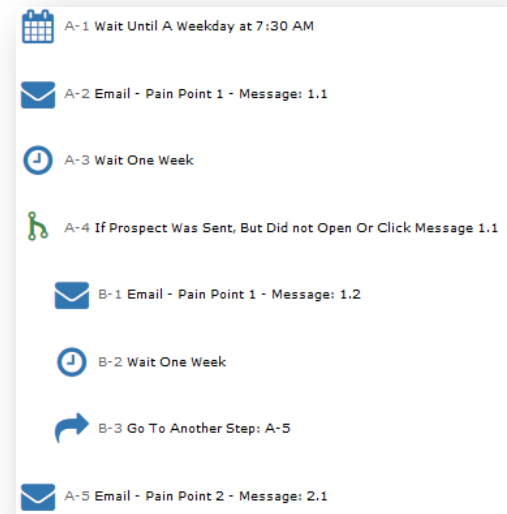 A-1 Wait Until A Weekday at 7:30 AM
A-2 Email - Pain Point 1 - Message: 1.1
A-3 Wait One Week
A-4 If Prospect Was Sent, But Did not Open Or Click Message 1.1
B-1 Email - Pain Point 1 - Message: 1.2
B-2 Wait One Week
B-3 Go To Another Step: A-5
A-5 Email - Pain Point 2 - Message: 2.1